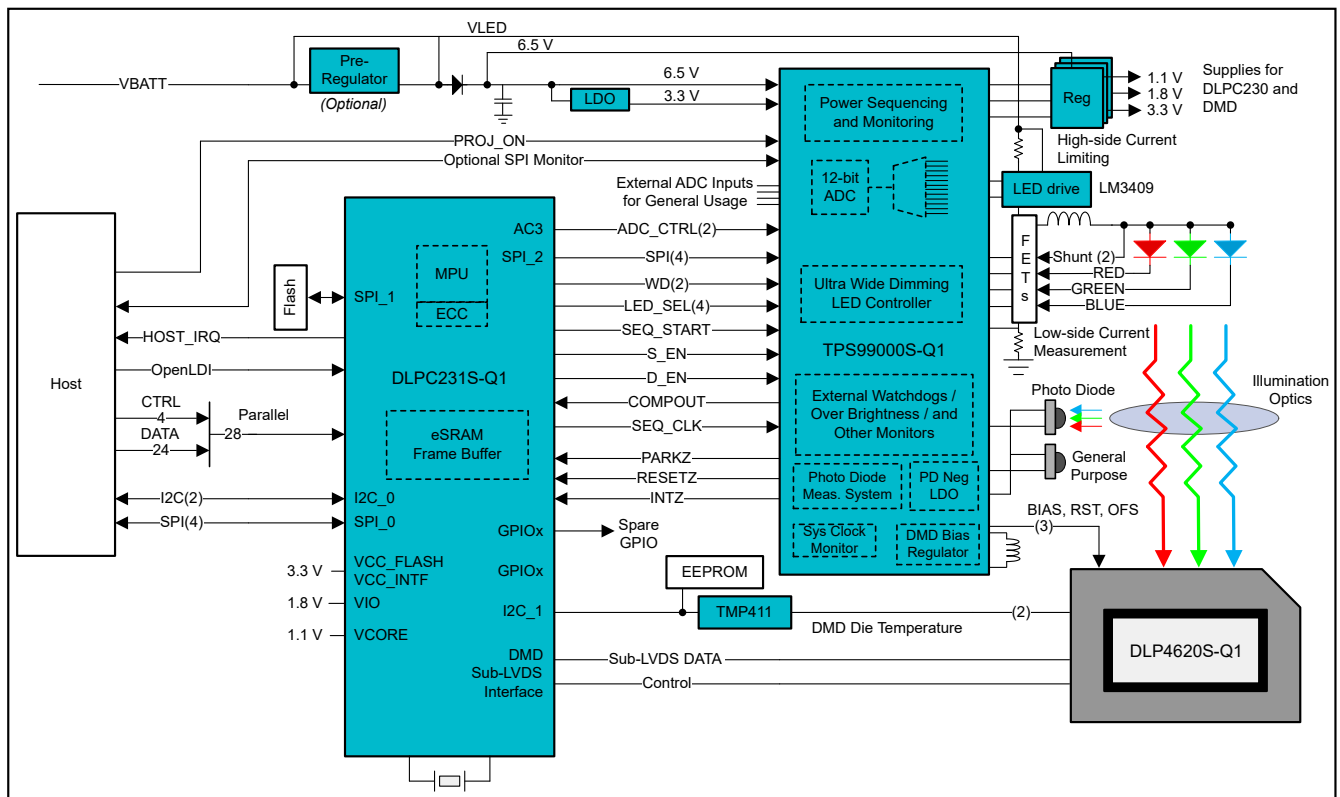 VLED
6.5 V
VBATT
Pre-
Regulator
(Optional)
LDO
6.5 V
3.3 V
Reg
1.1 V
1.8 V
3.3 V
Supplies for
DLPC230 and
DMD
High-side Current
Limiting
PROJ_ON
Optional SPI Monitor
External ADC Inputs
for General Usage
Power Sequencing
and Monitoring
12-bit
ADC
LED drive
LM3409
FETs
Shunt (2)
RED
GREEN
BLUE
Low-side Current
Measurement
Ultra Wide Dimming
LED Controller
TPS99000S-Q1
External Watchdogs /
Over Brightness / and
Other Monitors
Photo Diode
Meas. System
PD Neg
LDO
Sys Clock
Monitor
DMD Bias
Regulator
Photo Diode
General
Purpose
Illumination
Optics
BIAS, RST, OFS
(3)
Host
HOST_IRQ
OpenLDI
CTRL
4
DATA
24
28
Parallel
I2C(2)
SPI(4)
Flash
SPI_1
MPU
ECC
DLPC231S-Q1
eSRAM
Frame Buffer
I2C_0
SPI_0
3.3 V
VCC_FLASH
VCC_INTF
1.8 V
VIO
1.1 V
VCORE
AC3
SPI_2
ADC_CTRL(2)
SPI(4)
WD(2)
LED_SEL(4)
SEQ_START
S_EN
D_EN
COMPOUT
SEQ_CLK
PARKZ
RESETZ
INTZ
GPIOx
Spare
GPIO
GPIOx
EEPROM
I2C_1
TMP411
(2)
DMD Die Temperature
DMD
Sub-LVDS
Interface
Sub-LVDS DATA
Control
DLP4620S-Q1